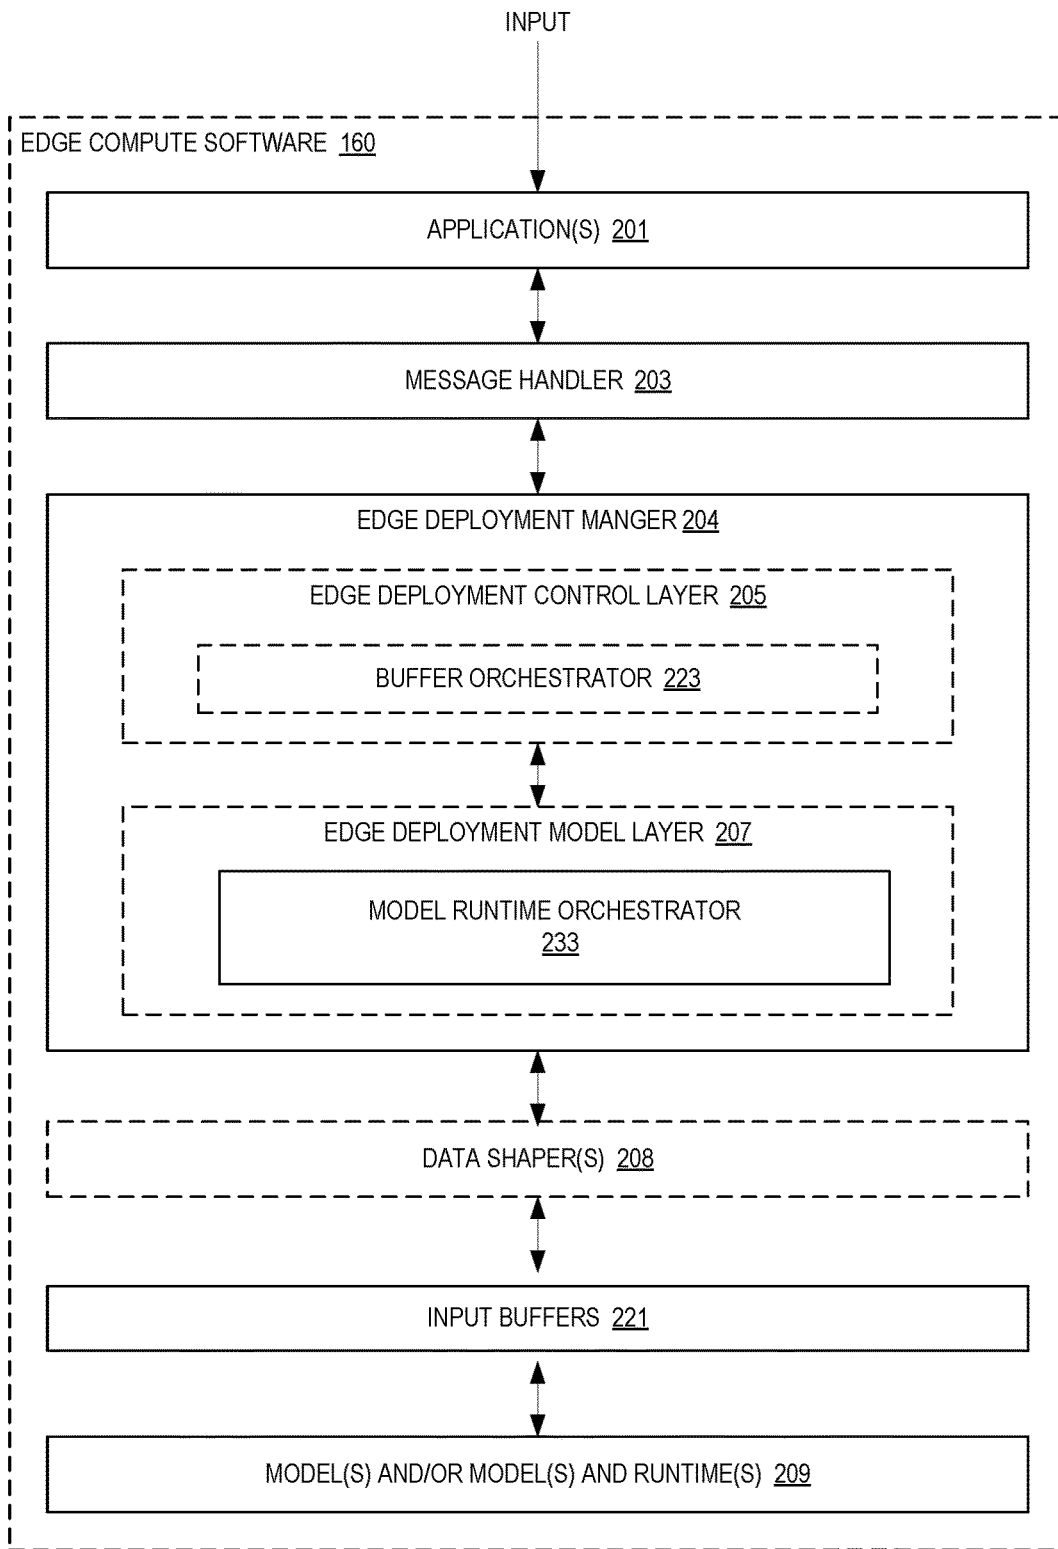 INPUT
EDGE COMPUTE SOFTWARE 160
APPLICATION(S) 201
MESSAGE HANDLER 203
EDGE DEPLOYMENT MANGER 204
EDGE DEPLOYMENT CONTROL LAYER 205
BUFFER ORCHESTRATOR 223
EDGE DEPLOYMENT MODEL LAYER 207
MODEL RUNTIME ORCHESTRATOR
233
DATA SHAPER(S) 208
INPUT BUFFERS 221
MODEL(S) AND/OR MODEL(S) AND RUNTIME(S) 209